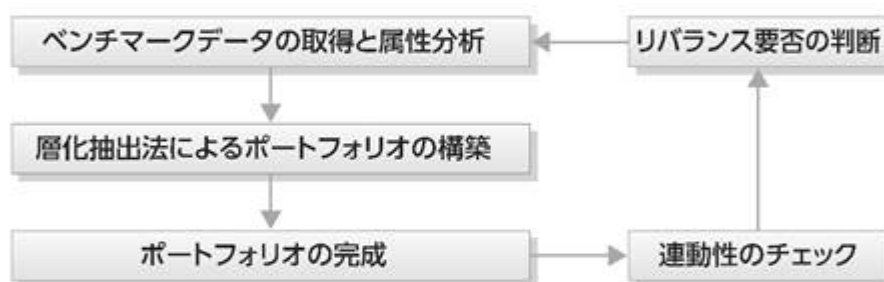 ベンチマークデータの取得と属性分析
リバランス要否の判断
層化抽出法によるポートフォリオの構築
ポートフォリオの完成
連動性のチェック